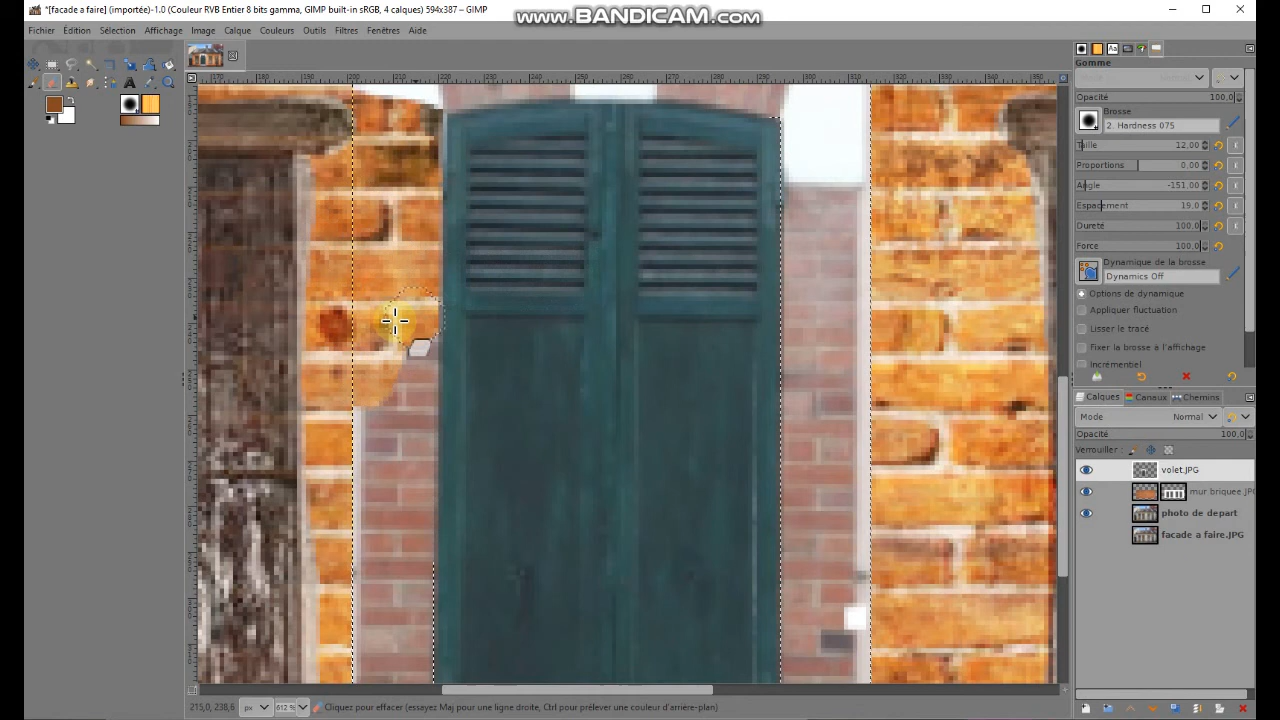 *[facade a faire] (importée)-1.0 (Couleur RVB Entier 8 bits gamma, GIMP built-in sRGB, 4 calques) 594x387 – GIMP
www.BANDICAM.com
Fichier Édition Sélection Affichage Image Calque Couleurs Outils Filtres Fenêtres Aide
Gomme
Mode Normal
Opacité 100,0
Brosse
2. Hardness 075
Taille 12,00
Proportions 0,00
Angle -151,00
Espacement 19,0
Dureté 100,0
Force 100,0
Dynamique de la brosse
Dynamics Off
Options de dynamique
Appliquer fluctuation
Lisser le tracé
Fixer la brosse à l'affichage
Incrémentiel
Calques Canaux Chemins
Mode Normal
Opacité 100,0
Verrouiller :
volet.JPG
mur briquee.JPG
photo de depart
facade a faire.JPG
215,0, 238,6 px 612 % Cliquez pour effacer (essayez Maj pour une ligne droite, Ctrl pour prélever une couleur d'arrière-plan)